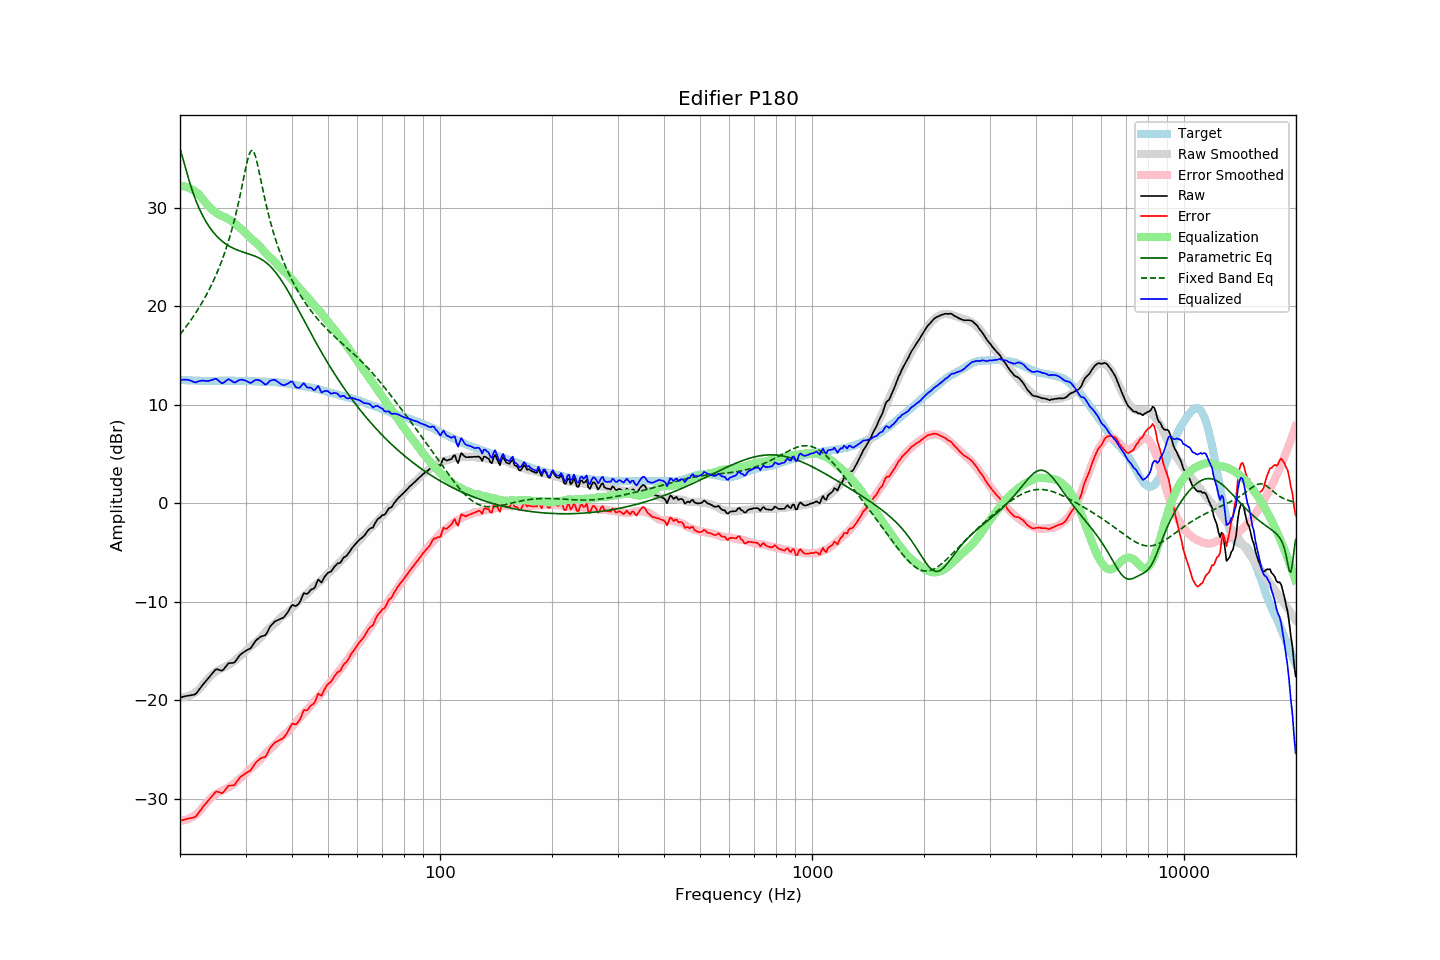 Edifier P180
Amplitude (dBr)
30
20
10
0
−10
−20
−30
Target
Raw Smoothed
Error Smoothed
Raw
Error
Equalization
Parametric Eq
Fixed Band Eq
Equalized
100
1000
10000
Frequency (Hz)